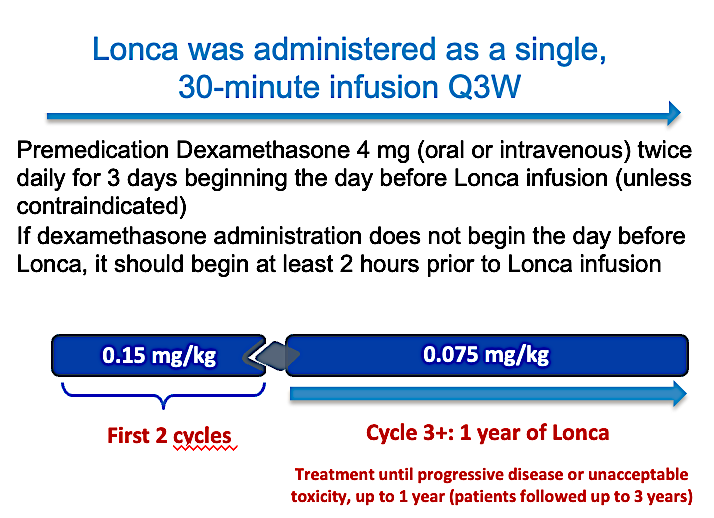 Lonca was administered as a single,
30-minute infusion Q3W
Premedication Dexamethasone 4 mg (oral or intravenous) twice
daily for 3 days beginning the day before Lonca infusion (unless
contraindicated)
If dexamethasone administration does not begin the day before
Lonca, it should begin at least 2 hours prior to Lonca infusion
0.15 mg/kg
0.075 mg/kg
First 2 cycles
Cycle 3+: 1 year of Lonca
Treatment until progressive disease or unacceptable
toxicity, up to 1 year (patients followed up to 3 years)